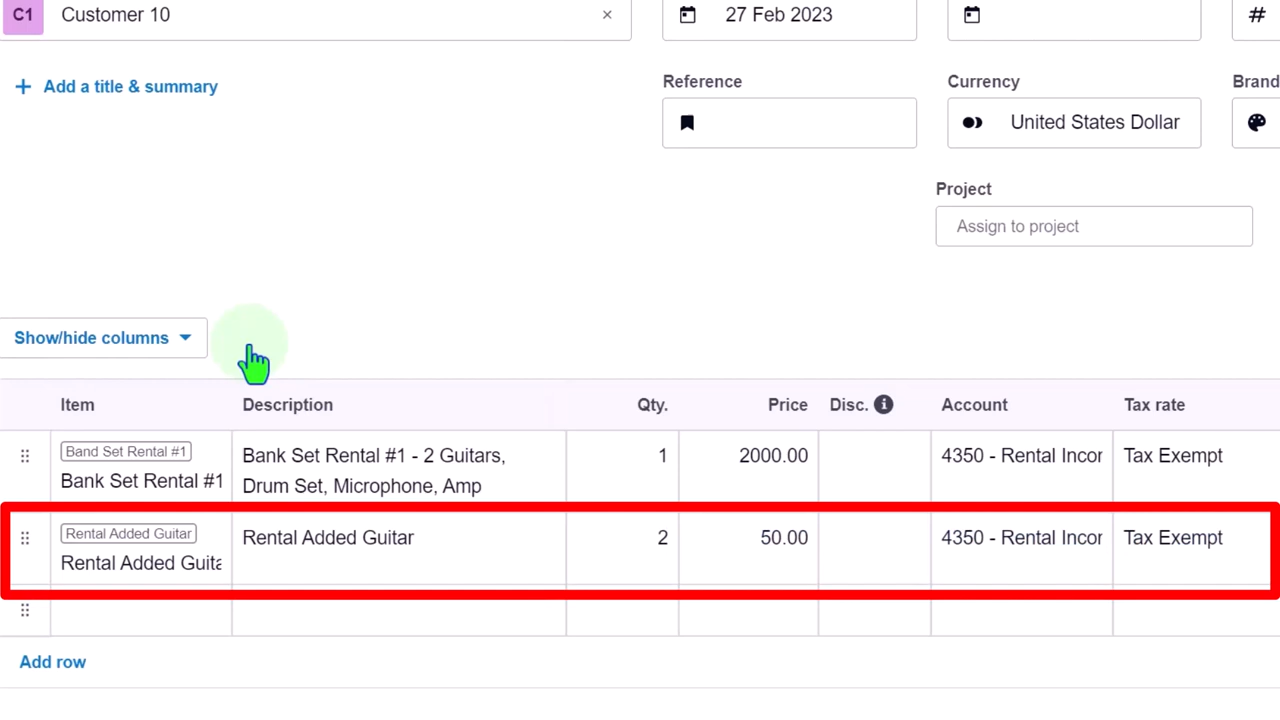 C1 Customer 10 × 27 Feb 2023 #
+ Add a title & summary
Reference Currency Brand
United States Dollar
Project
Assign to project
Show/hide columns
Item Description Qty. Price Disc. Account Tax rate
Band Set Rental #1
Bank Set Rental #1 - 2 Guitars, 1 2000.00 4350 - Rental Incor Tax Exempt
Bank Set Rental #1 Drum Set, Microphone, Amp
Rental Added Guitar
Rental Added Guitar 2 50.00 4350 - Rental Incor Tax Exempt
Rental Added Guita
Add row